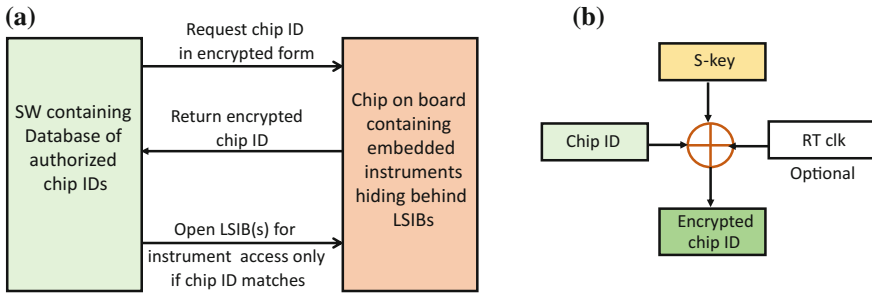 (a)
SW containing
Database of
authorized
chip IDs
Request chip ID
in encrypted form
Return encrypted
chip ID
Open LSIB(s) for
instrument access only
if chip ID matches
Chip on board
containing
embedded
instruments
hiding behind
LSIBs
(b)
S-key
Chip ID
RT clk
Optional
Encrypted
chip ID